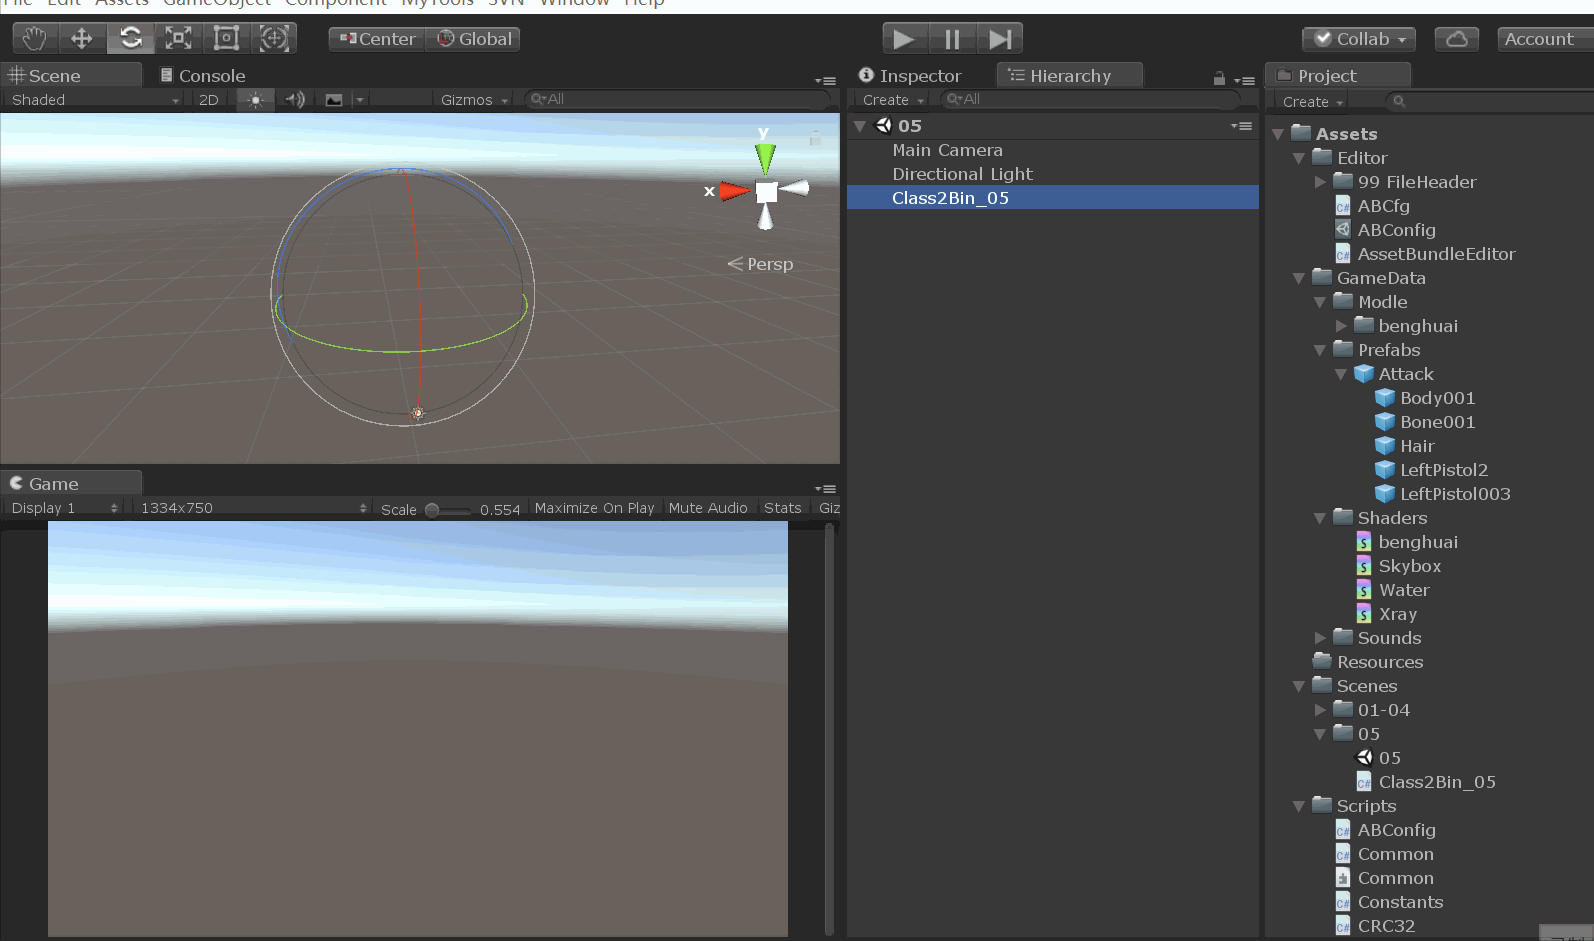 File Edit Assets GameObject Component MyTools SVN Window Help
Center Global
Collab Account
Scene Console
Shaded 2D Gizmos All
y
x
Persp
Game
Display 1 1334x750 Scale 0.554 Maximize On Play Mute Audio Stats Giz
Inspector Hierarchy
Create All
05
Main Camera
Directional Light
Class2Bin_05
Project
Create
Assets
Editor
99 FileHeader
ABCfg
ABConfig
AssetBundleEditor
GameData
Modle
benghuai
Prefabs
Attack
Body001
Bone001
Hair
LeftPistol2
LeftPistol003
Shaders
benghuai
Skybox
Water
Xray
Sounds
Resources
Scenes
01-04
05
05
Class2Bin_05
Scripts
ABConfig
Common
Common
Constants
CRC32